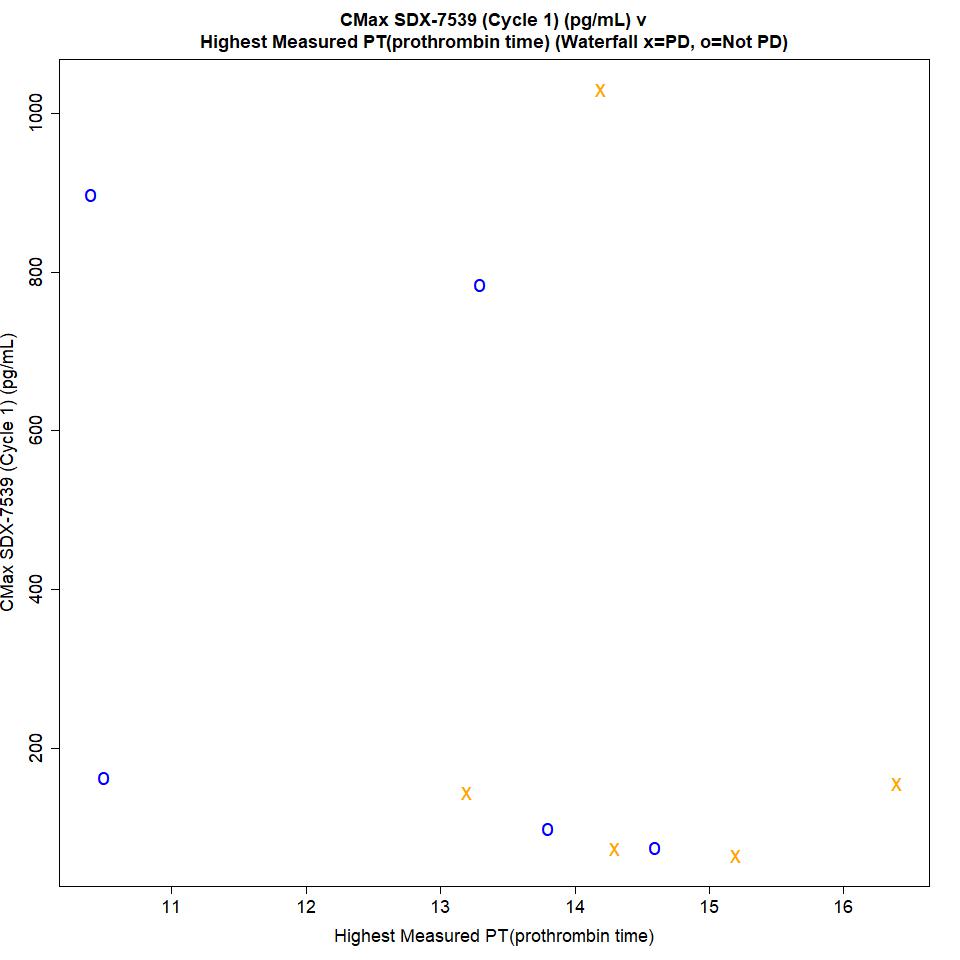 CMax SDX-7539 (Cycle 1) (pg/mL) v
Highest Measured PT(prothrombin time) (Waterfall x=PD, o=Not PD)
CMax SDX-7539 (Cycle 1) (pg/mL)
1000
800
600
400
200
x
o
o
o
x
x
o
x
o
x
11 12 13 14 15 16
Highest Measured PT(prothrombin time)